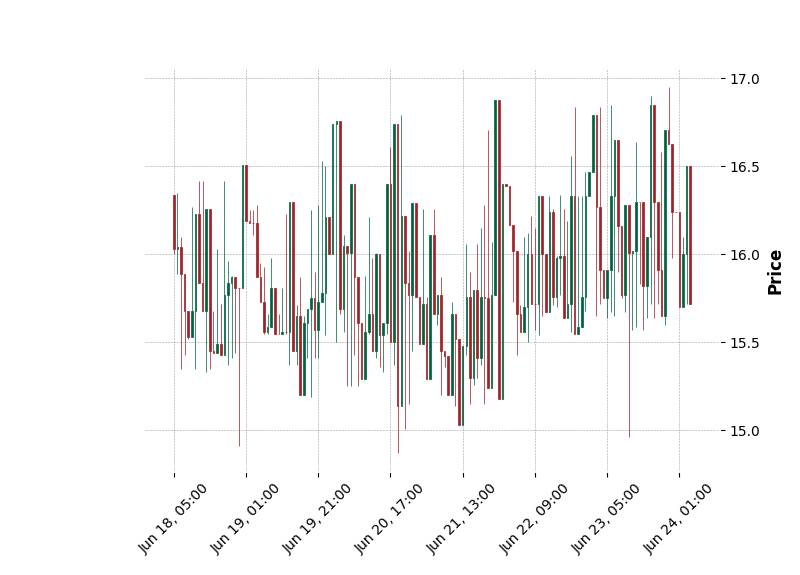 17.0
16.5
16.0
15.5
15.0
Price
Jun 18, 05:00
Jun 19, 01:00
Jun 19, 21:00
Jun 20, 17:00
Jun 21, 13:00
Jun 22, 09:00
Jun 23, 05:00
Jun 24, 01:00